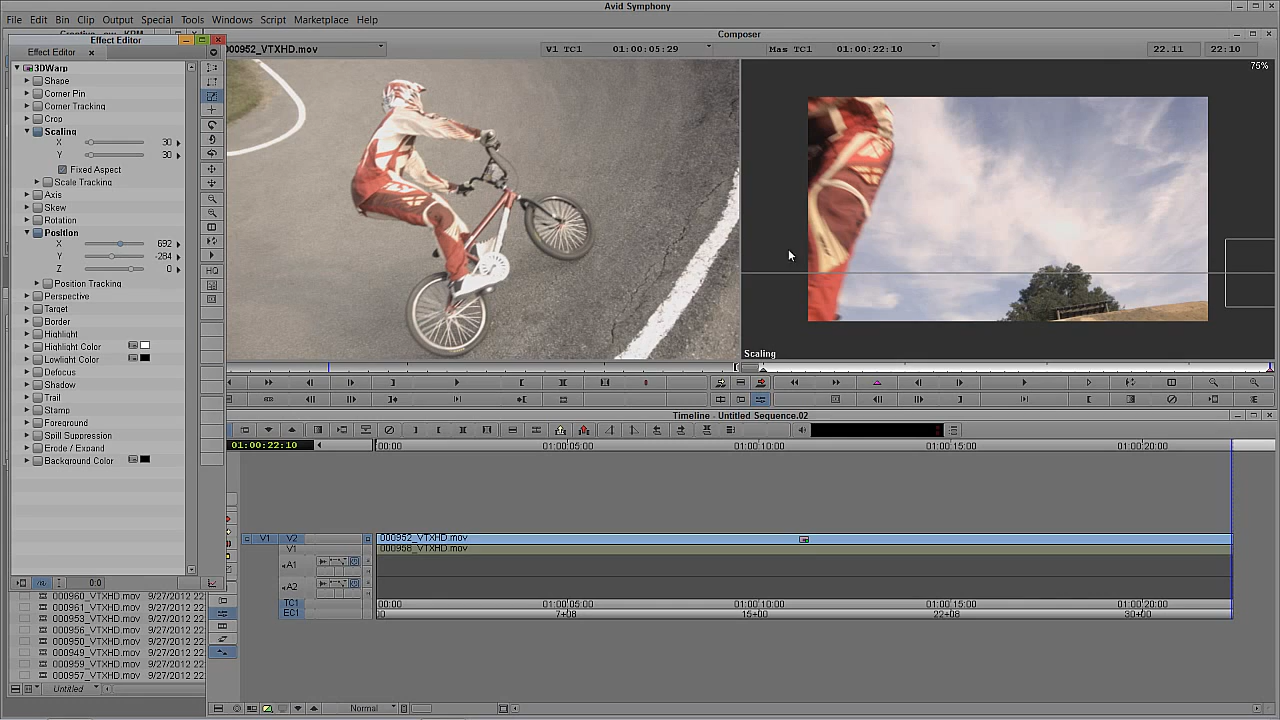 Avid Symphony
File Edit Bin Clip Output Special Tools Windows Script Marketplace Help
Composer
Effect Editor
Effect Editor
000952_VTXHD.mov
V1 TC1 01:00:05:29
Mas TC1 01:00:22:10
22.11 22:10
75%
3DWarp
Shape
Corner Pin
Corner Tracking
Crop
Scaling
X 30
Y 30
Fixed Aspect
Scale Tracking
Axis
Skew
Rotation
Position
X 692
Y -284
Z 0
Position Tracking
Perspective
Target
Border
Highlight
Highlight Color
Lowlight Color
Defocus
Shadow
Trail
Stamp
Foreground
Spill Suppression
Erode / Expand
Background Color
HQ
0:0
Scaling
Timeline - Untitled Sequence.02
01:00:22:10
00:00 01:00:05:00 01:00:10:00 01:00:15:00 01:00:20:00
V1 V2 000952_VTXHD.mov
V1 000958_VTXHD.mov
A1
A2
TC1 00:00 01:00:05:00 01:00:10:00 01:00:15:00 01:00:20:00
EC1 00 7+08 15+00 22+08 30+00
000960_VTXHD.mov 9/27/2012 22
000961_VTXHD.mov 9/27/2012 22
000953_VTXHD.mov 9/27/2012 22
000956_VTXHD.mov 9/27/2012 22
000950_VTXHD.mov 9/27/2012 22
000949_VTXHD.mov 9/27/2012 22
000959_VTXHD.mov 9/27/2012 22
000957_VTXHD.mov 9/27/2012 22
Untitled
Normal